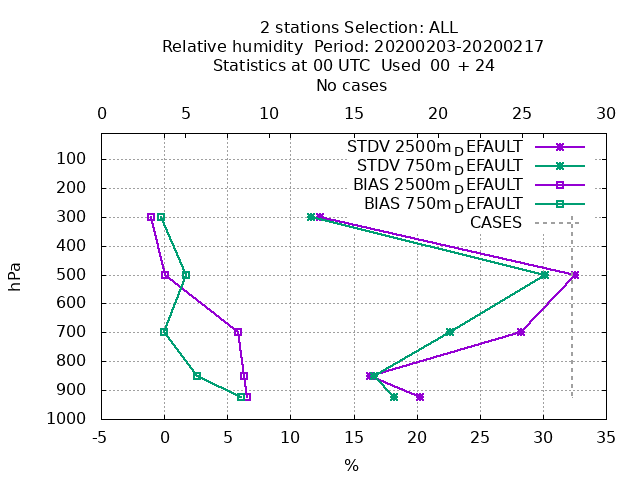 2 stations Selection: ALL
Relative humidity  Period: 20200203-20200217
Statistics at 00 UTC  Used  00 + 24
No cases
0 5 10 15 20 25 30
STDV 2500m_DEFAULT
STDV 750m_DEFAULT
BIAS 2500m_DEFAULT
BIAS 750m_DEFAULT
CASES
hPa
100
200
300
400
500
600
700
800
900
1000
-5 0 5 10 15 20 25 30 35
%